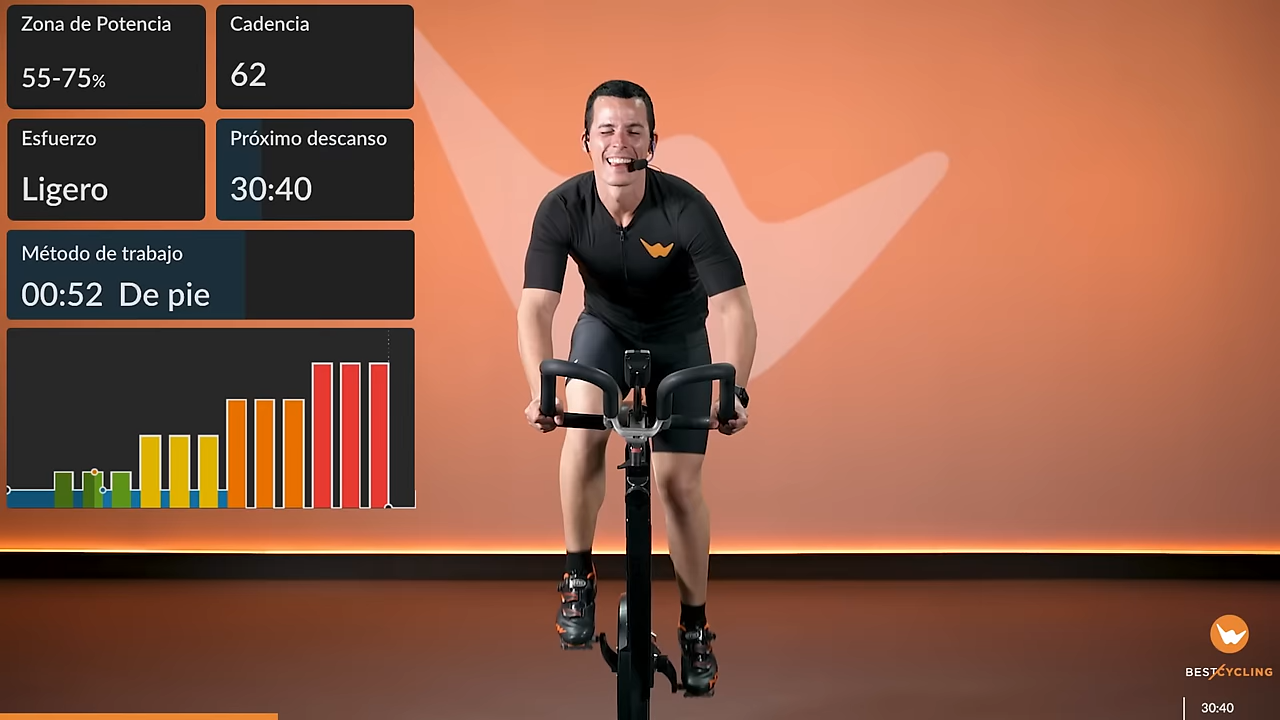 Zona de Potencia
55-75%
Cadencia
62
Esfuerzo
Ligero
Próximo descanso
30:40
Método de trabajo
00:52 De pie
BESTCYCLING
30:40